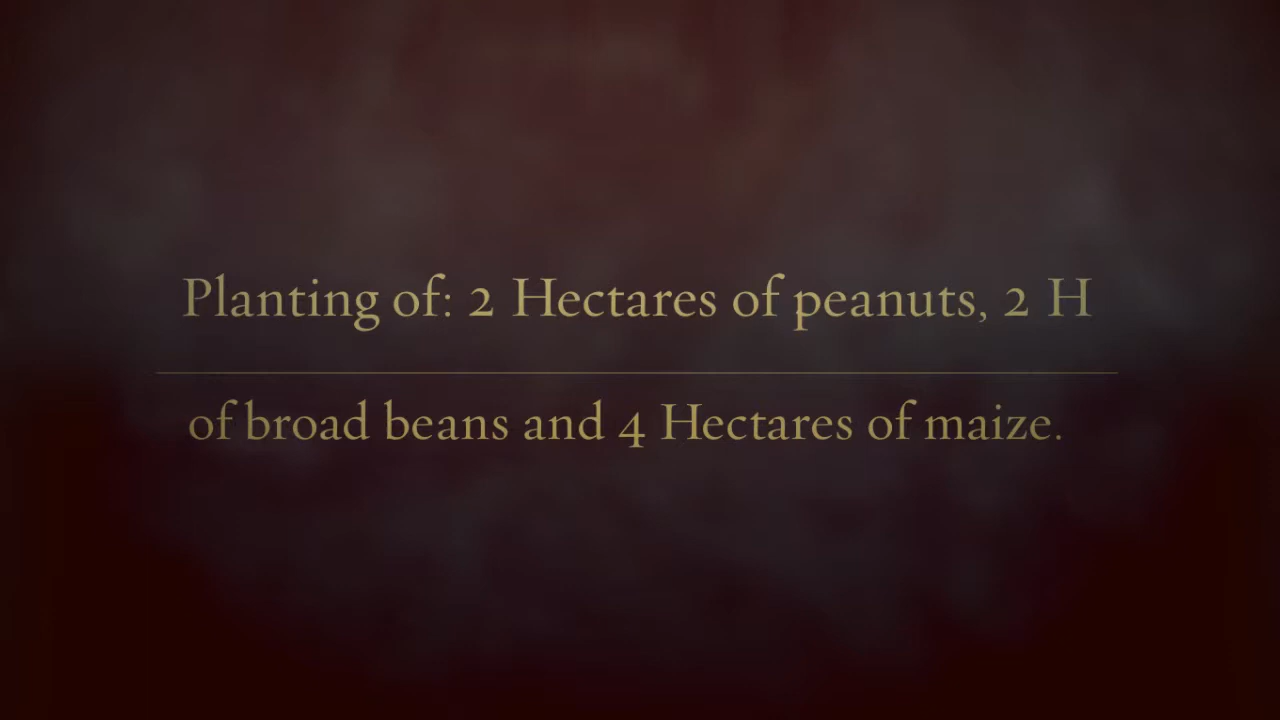 Planting of: 2 Hectares of peanuts, 2 H
of broad beans and 4 Hectares of maize.